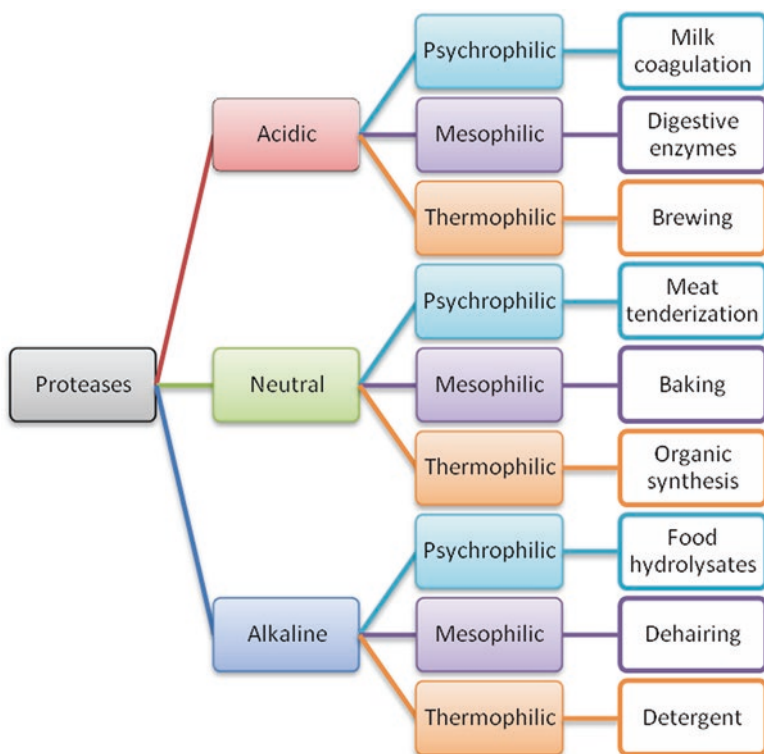 Proteases
Acidic
Psychrophilic
Milk
coagulation
Mesophilic
Digestive
enzymes
Thermophilic
Brewing
Neutral
Psychrophilic
Meat
tenderization
Mesophilic
Baking
Thermophilic
Organic
synthesis
Alkaline
Psychrophilic
Food
hydrolysates
Mesophilic
Dehairing
Thermophilic
Detergent